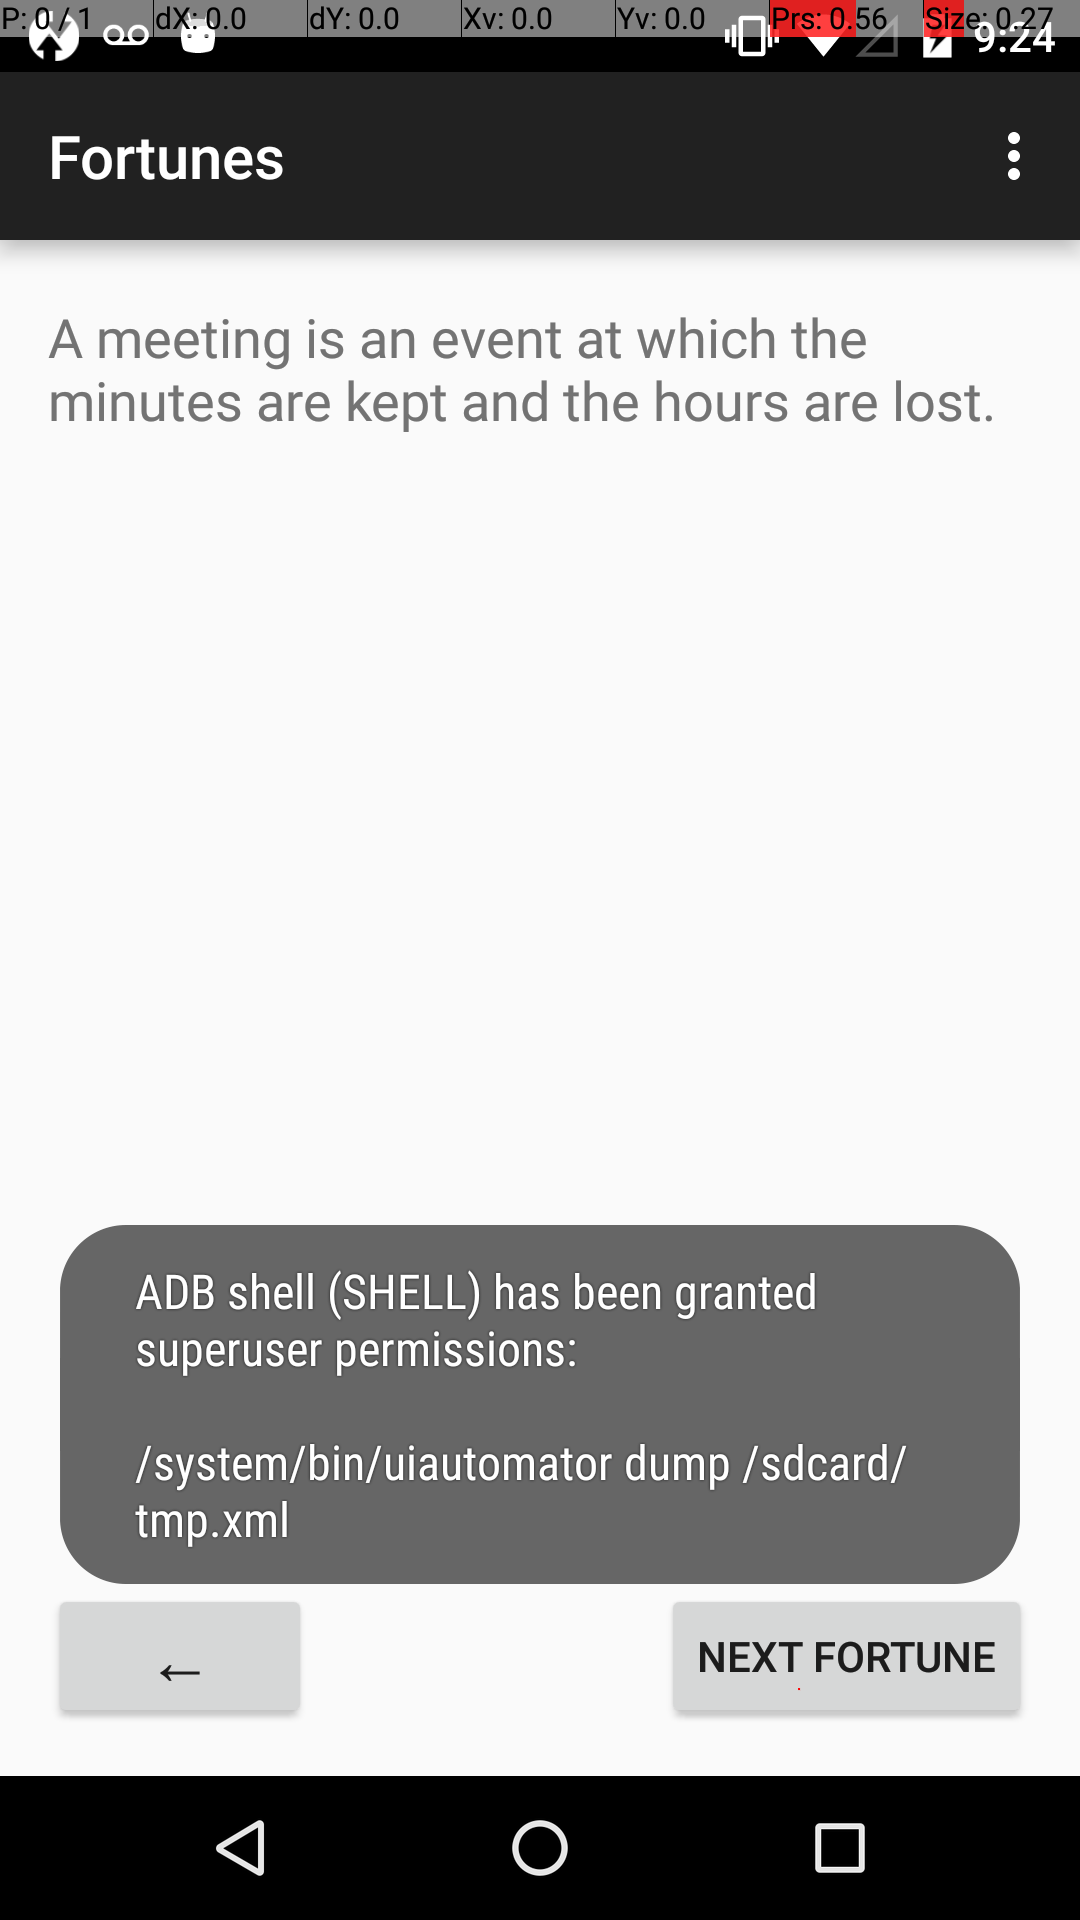 P: 0 / 1 dX: 0.0 dY: 0.0 Xv: 0.0 Yv: 0.0 Prs: 0.56 Size: 0.27
9:24
Fortunes
A meeting is an event at which the
minutes are kept and the hours are lost.
ADB shell (SHELL) has been granted
superuser permissions:
/system/bin/uiautomator dump /sdcard/
tmp.xml
← NEXT FORTUNE